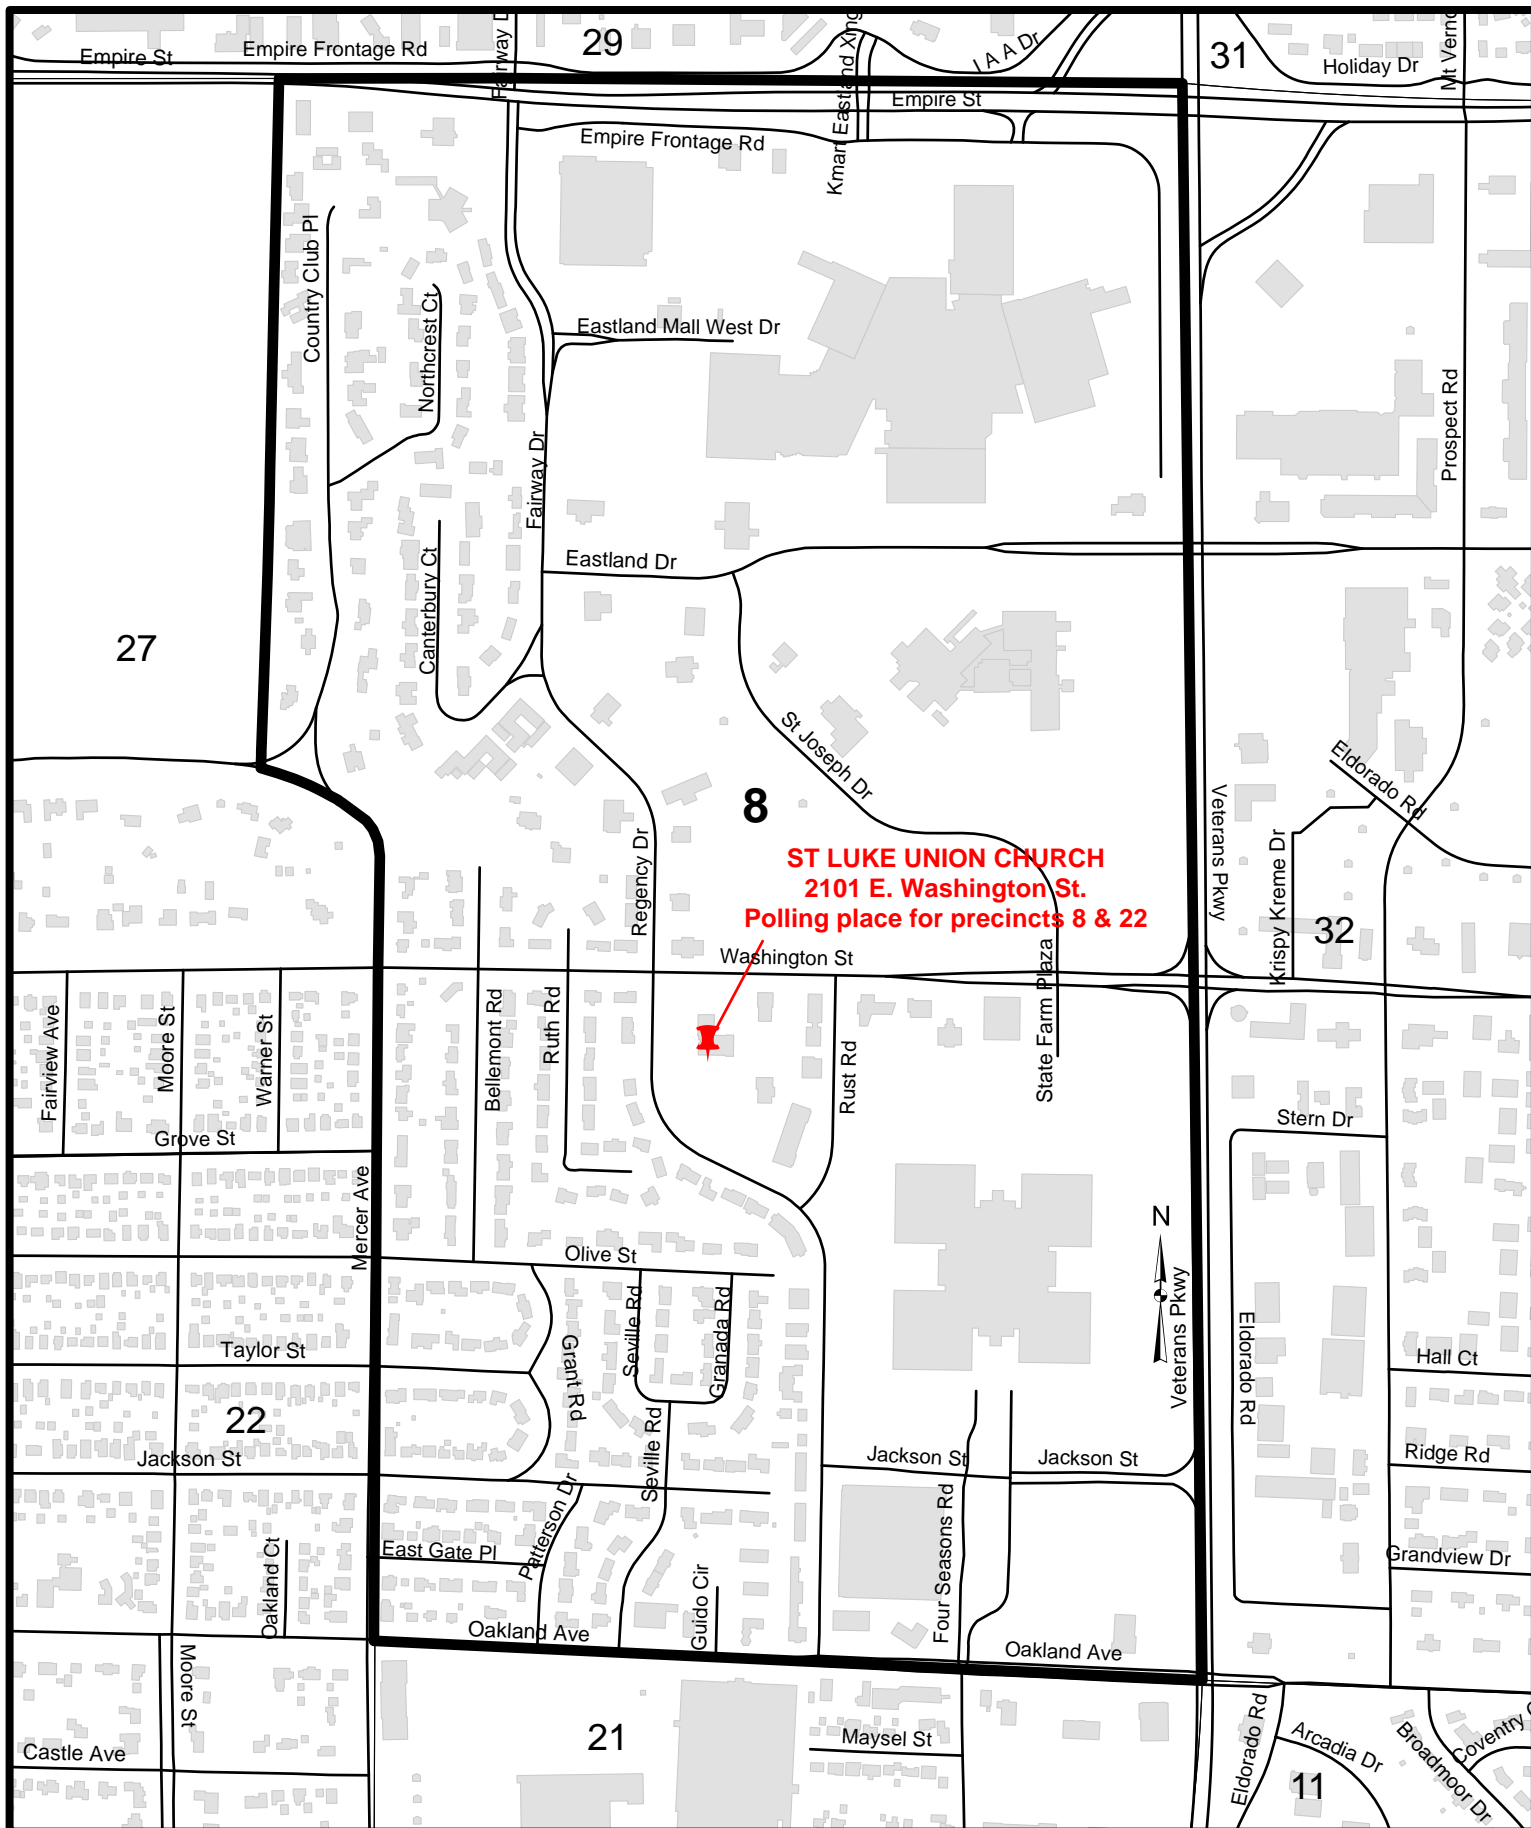 Empire St
Empire Frontage Rd
Fairway D
29
Kmart Eastland Xing
I A A Dr
31
Holiday Dr
Mt Verno
Empire St
Empire Frontage Rd
Country Club Pl
Northcrest Ct
Eastland Mall West Dr
Fairway Dr
Prospect Rd
Eastland Dr
Canterbury Ct
27
St Joseph Dr
Eldorado Rd
8
Veterans Pkwy
Regency Dr
ST LUKE UNION CHURCH
2101 E. Washington St.
Polling place for precincts 8 & 22
Krispy Kreme Dr
32
Washington St
State Farm Plaza
Fairview Ave
Moore St
Warner St
Bellemont Rd
Ruth Rd
Rust Rd
Grove St
Stern Dr
Mercer Ave
N
Olive St
Seville Rd
Granada Rd
Veterans Pkwy
Eldorado Rd
Taylor St
Grant Rd
Hall Ct
22
Seville Rd
Jackson St
Jackson St
Jackson St
Ridge Rd
Patterson Dr
Four Seasons Rd
East Gate Pl
Oakland Ct
Guido Cir
Grandview Dr
Oakland Ave
Oakland Ave
Moore St
21
Maysel St
Castle Ave
Eldorado Rd
Arcadia Dr
Broadmoor Dr
Coventry C
11